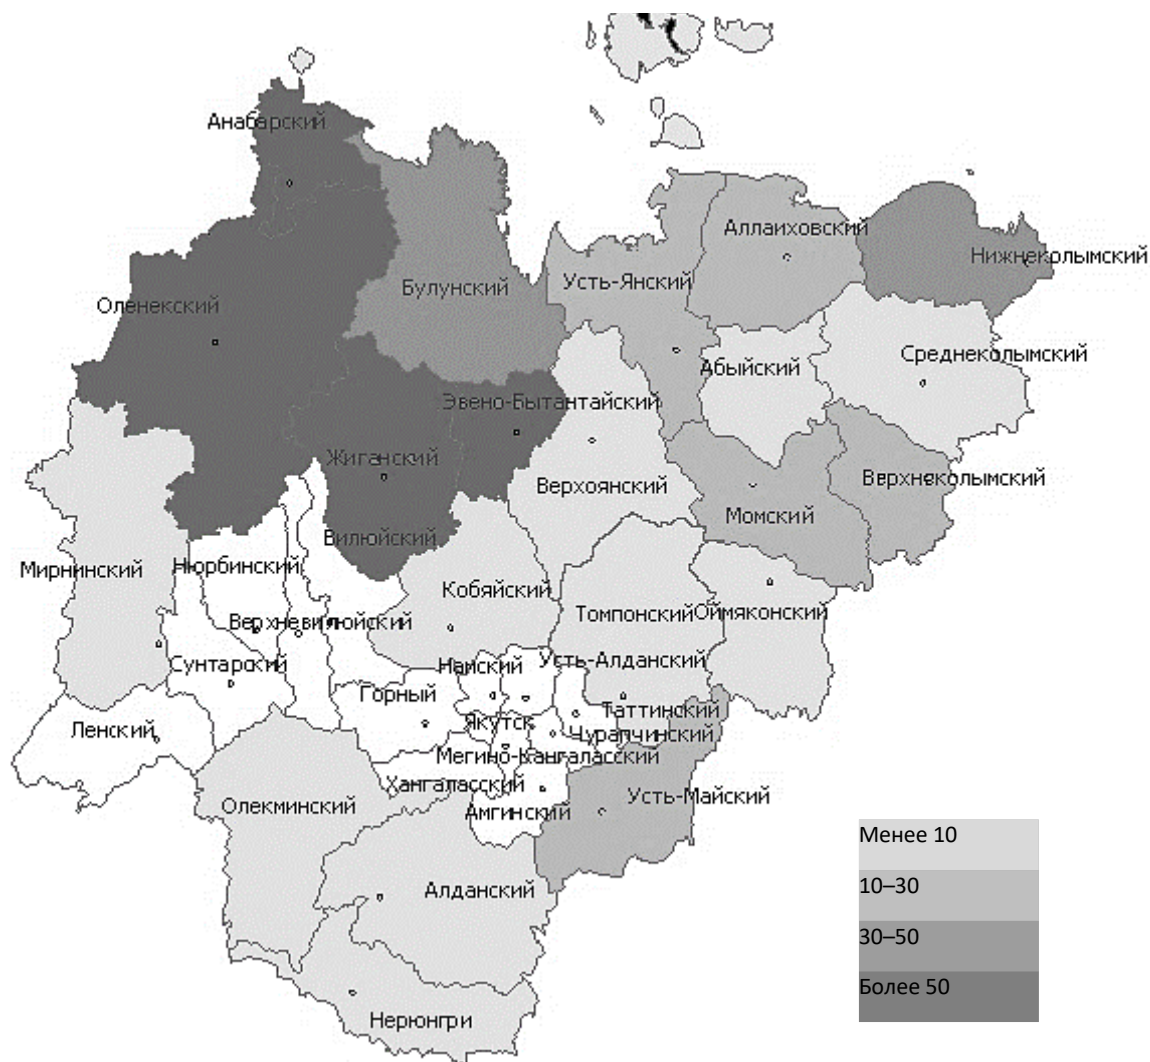 Анабарский
Аллаиховский
Нижнеколымский
Усть-Янский
Булунский
Оленекский
Среднеколымский
Абыйский
Эвено-Бытантайский
Жиганский
Верхнеколымский
Верхоянский
Момский
Вилюйский
Нюрбинский
Мирнинский
Кобяйский
Томпонский
Оймяконский
Верхневилюйский
Сунтарский
Намский
Усть-Алданский
Горный
Таттинский
Якутск
Чурапчинский
Ленский
Мегино-Кангаласский
Хангаласский
Усть-Майский
Олекминский
Амгинский
Менее 10
Алданский
10–30
30–50
Более 50
Нерюнгри